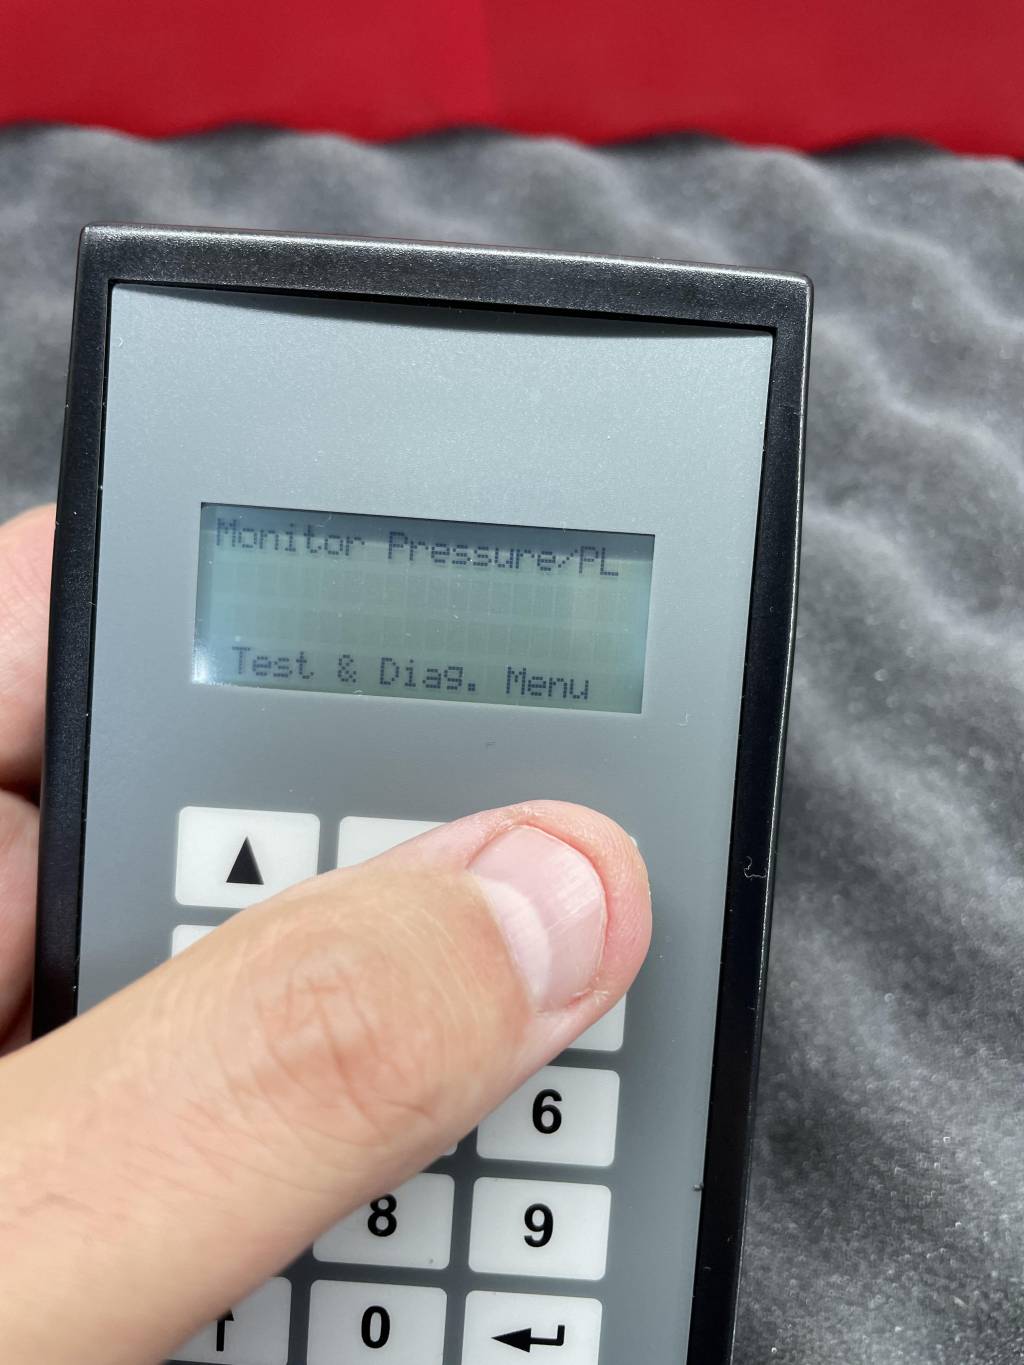 Monitor Pressure/PL
Test & Diag. Menu
6
8 9
0